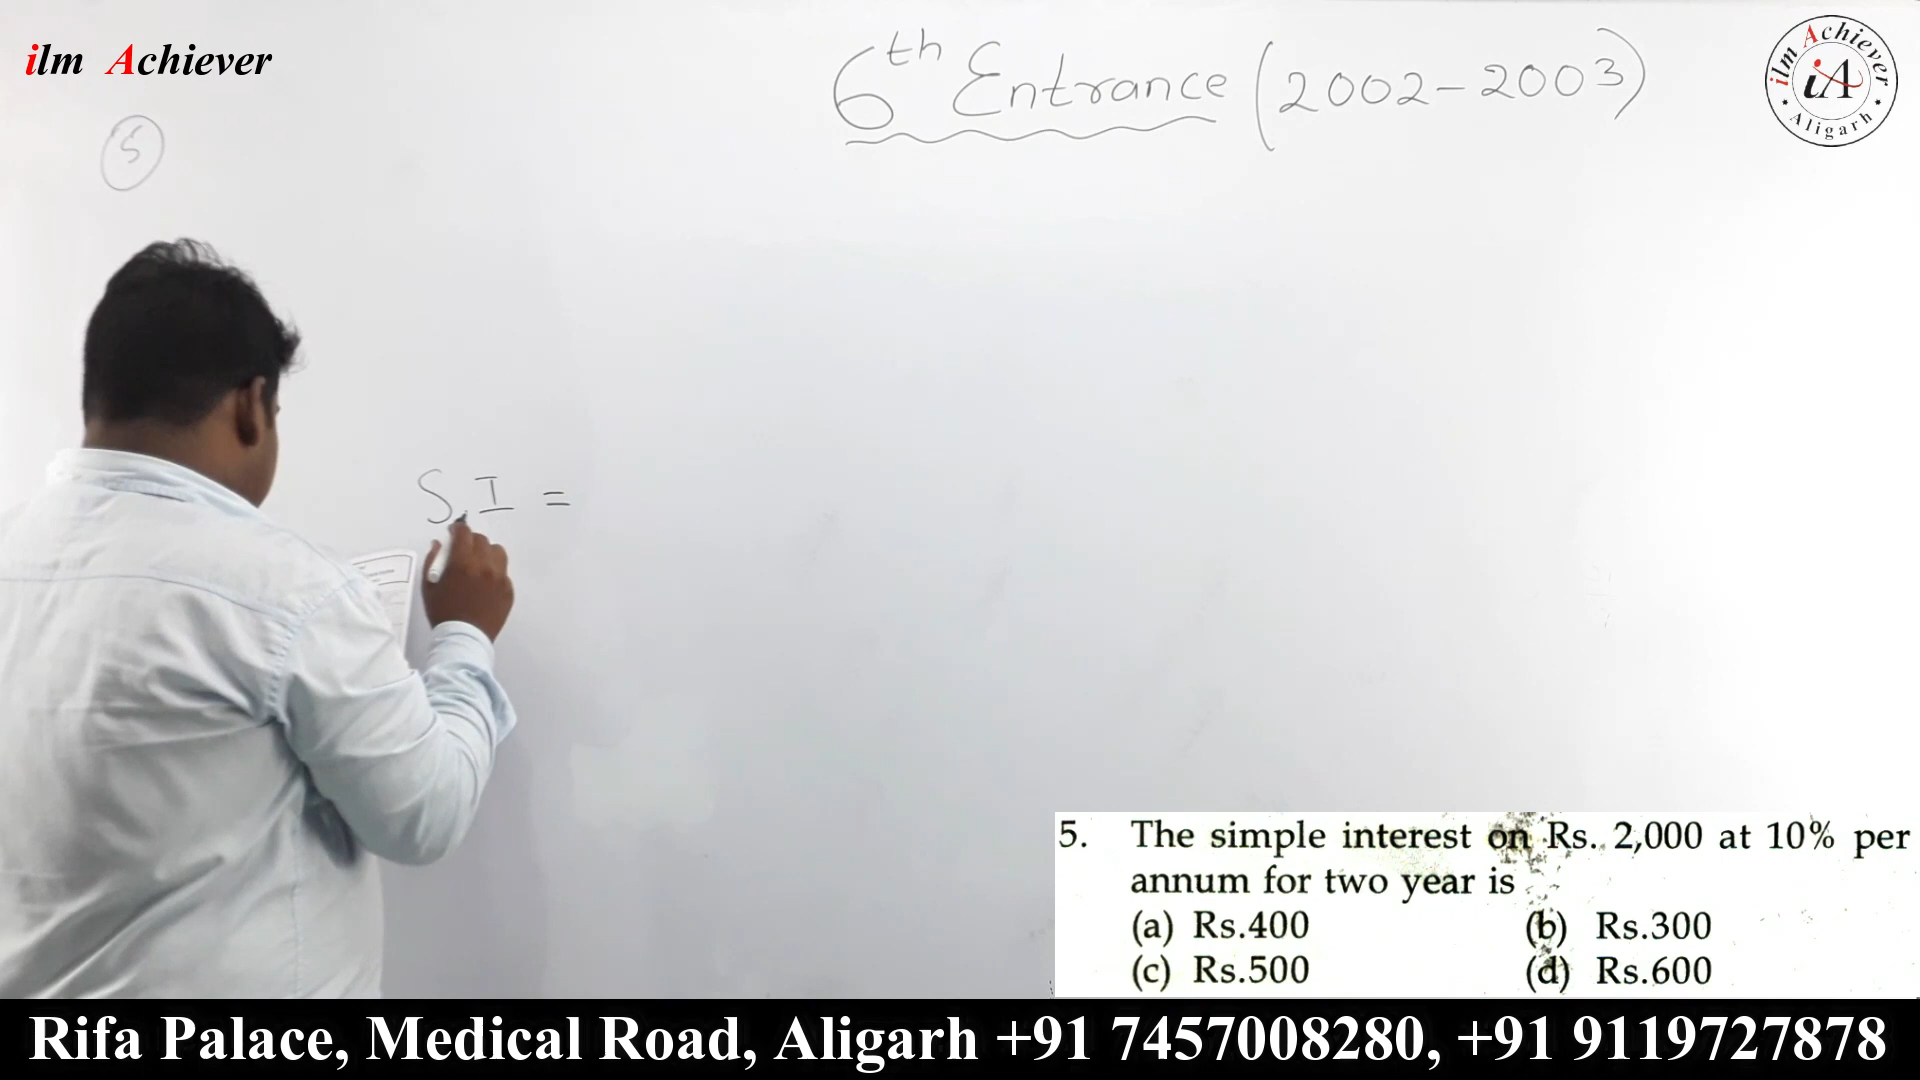 ilm Achiever
6th Entrance (2002-2003)
ilm Achiever
iA
Aligarh
5
S.I =
5. The simple interest on Rs. 2,000 at 10% per
annum for two year is
(a) Rs.400 (b) Rs.300
(c) Rs.500 (d) Rs.600
Rifa Palace, Medical Road, Aligarh +91 7457008280, +91 9119727878